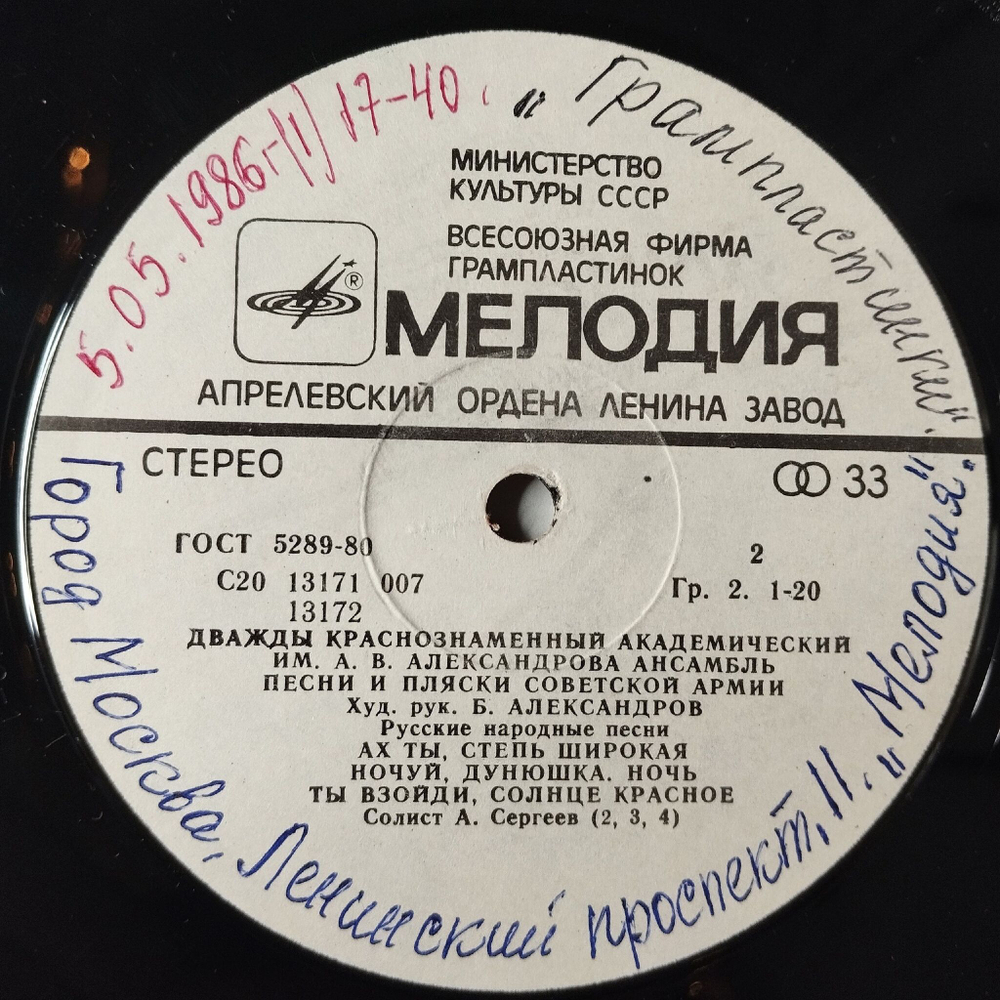 5.05.1986г(1) 17-40.
„Грампластинки".
МИНИСТЕРСТВО
КУЛЬТУРЫ СССР
ВСЕСОЮЗНАЯ ФИРМА
ГРАМПЛАСТИНОК
®
МЕЛОДИЯ
АПРЕЛЕВСКИЙ ОРДЕНА ЛЕНИНА ЗАВОД
СТЕРЕО
33
ГОСТ 5289-80
2
С20 13171 007
Гр. 2. 1-20
13172
ДВАЖДЫ КРАСНОЗНАМЕННЫЙ АКАДЕМИЧЕСКИЙ
ИМ. А. В. АЛЕКСАНДРОВА АНСАМБЛЬ
ПЕСНИ И ПЛЯСКИ СОВЕТСКОЙ АРМИИ
Худ. рук. Б. АЛЕКСАНДРОВ
Русские народные песни
АХ ТЫ, СТЕПЬ ШИРОКАЯ
НОЧУЙ, ДУНЮШКА. НОЧЬ
ТЫ ВЗОЙДИ, СОЛНЦЕ КРАСНОЕ
Солист А. Сергеев (2, 3, 4)
Город Москва, Ленинский проспект, 11. „Мелодия".